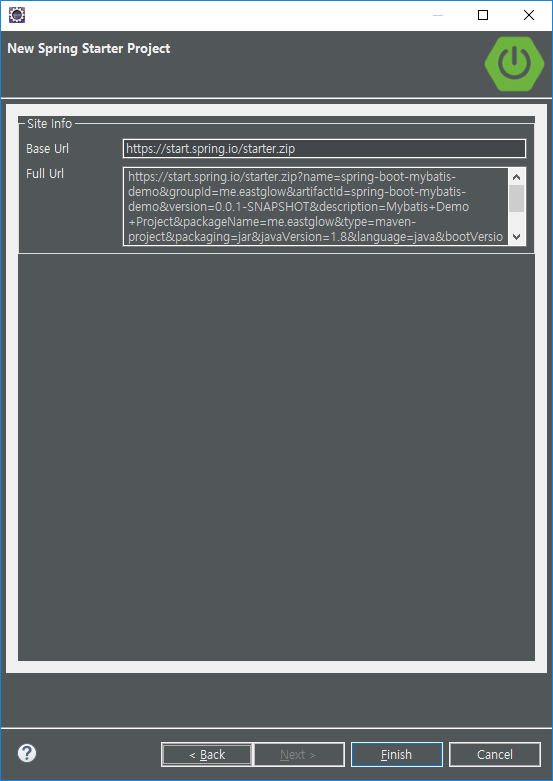 New Spring Starter Project
Site Info
Base Url
https://start.spring.io/starter.zip
Full Url
https://start.spring.io/starter.zip?name=spring-boot-mybatis-
demo&groupId=me.eastglow&artifactId=spring-boot-mybatis-
demo&version=0.0.1-SNAPSHOT&description=Mybatis+Demo
+Project&packageName=me.eastglow&type=maven-
project&packaging=jar&javaVersion=1.8&language=java&bootVersio
?
< Back
Next >
Finish
Cancel